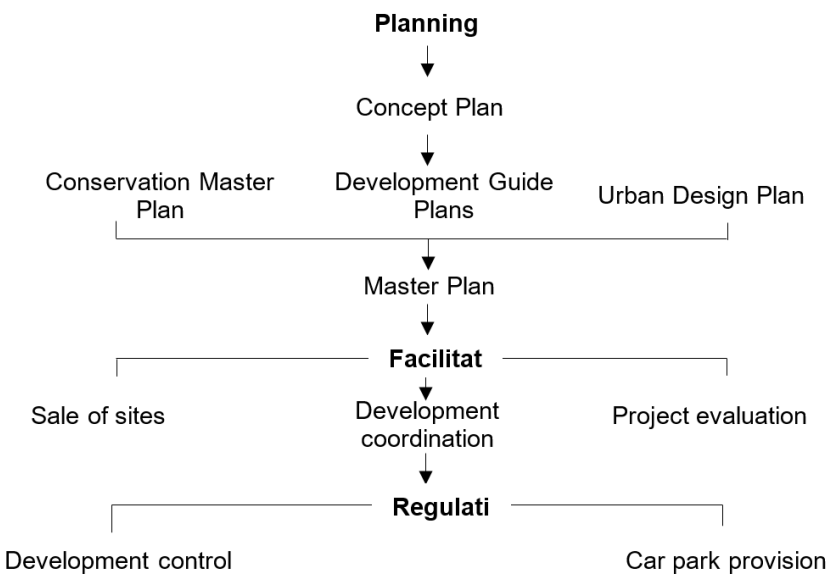 Planning
Concept Plan
Conservation Master
Plan
Development Guide
Plans
Urban Design Plan
Master Plan
Facilitat
Sale of sites
Development
coordination
Project evaluation
Regulati
Development control
Car park provision